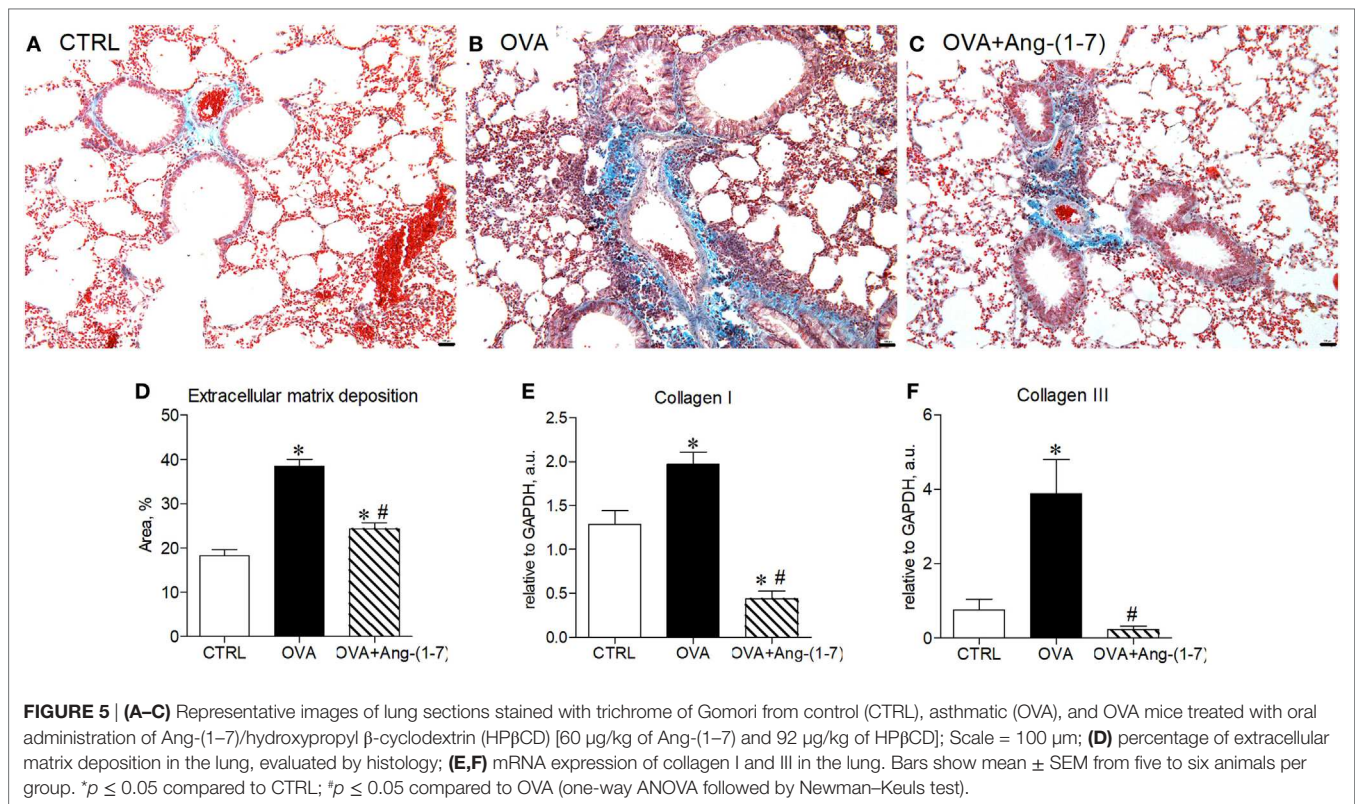 A CTRL
B OVA
C OVA+Ang-(1-7)
D Extracellular matrix deposition
50
40
30
20
10
0
Area, %
CTRL OVA OVA+Ang-(1-7)
E Collagen I
2.5
2.0
1.5
1.0
0.5
0.0
relative to GAPDH, a.u.
*
* #
CTRL OVA OVA+Ang-(1-7)
F Collagen III
6
4
2
0
relative to GAPDH, a.u.
*
#
CTRL OVA OVA+Ang-(1-7)
*
* #
FIGURE 5 | (A–C) Representative images of lung sections stained with trichrome of Gomori from control (CTRL), asthmatic (OVA), and OVA mice treated with oral
administration of Ang-(1–7)/hydroxypropyl β-cyclodextrin (HPβCD) [60 μg/kg of Ang-(1–7) and 92 μg/kg of HPβCD]; Scale = 100 μm; (D) percentage of extracellular
matrix deposition in the lung, evaluated by histology; (E,F) mRNA expression of collagen I and III in the lung. Bars show mean ± SEM from five to six animals per
group. *p ≤ 0.05 compared to CTRL; #p ≤ 0.05 compared to OVA (one-way ANOVA followed by Newman–Keuls test).